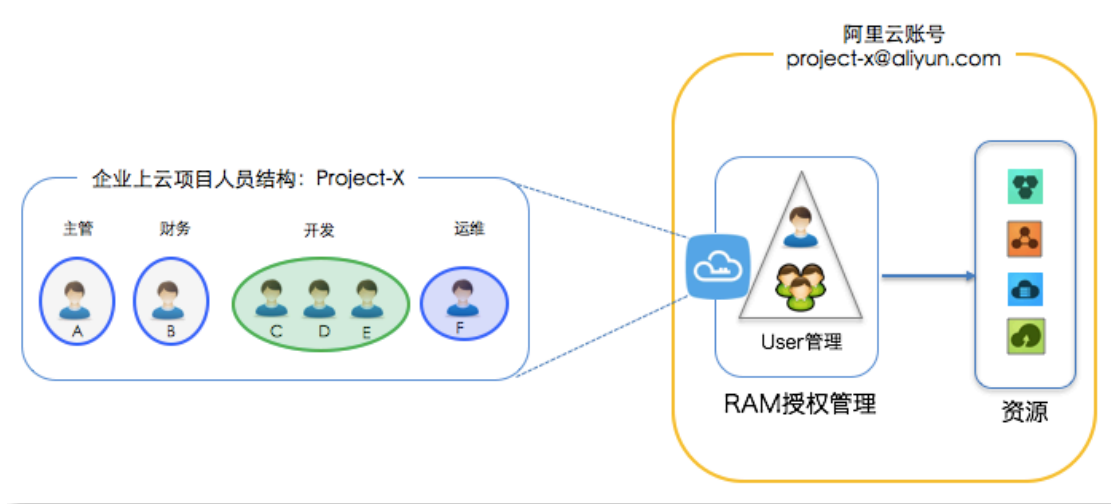 阿里云账号
project-x@aliyun.com
企业上云项目人员结构：Project-X
主管
财务
开发
运维
A
B
C
D
E
F
User管理
RAM授权管理
资源